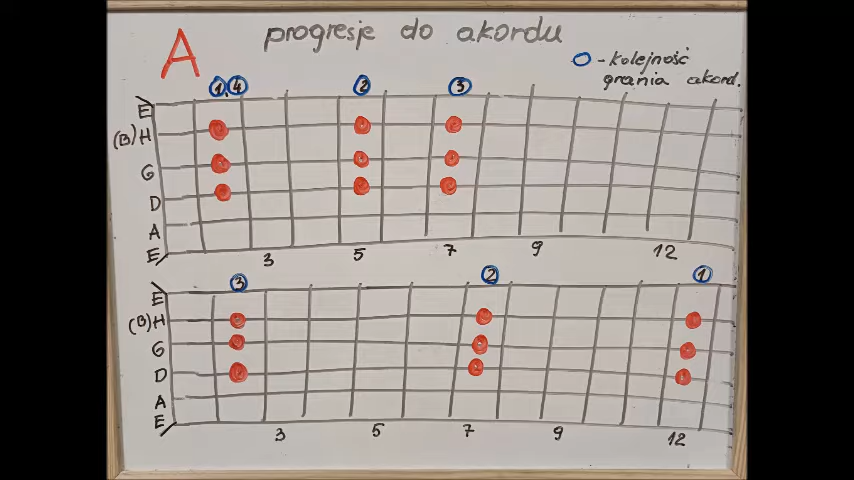 A progresje do akordu
O - kolejność
grania akord.
1,4 2 3
E
(B) H
G
D
A
E
3 5 7 9 12
3 2 1
E
(B) H
G
D
A
E
3 5 7 9 12